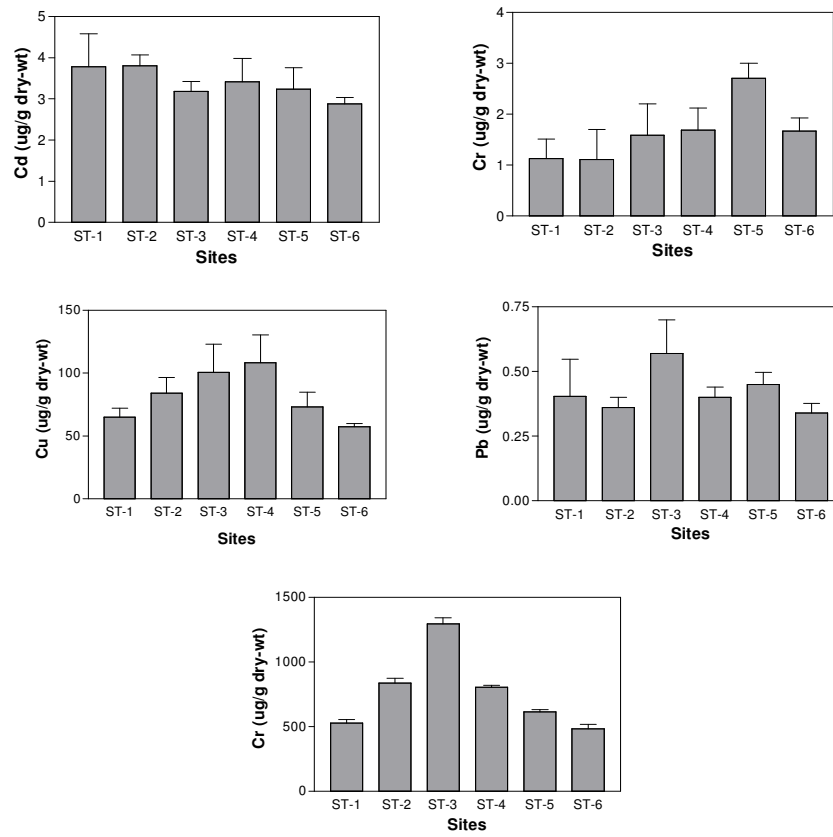 Cd (ug/g dry-wt)
5
4
3
2
1
0
ST-1 ST-2 ST-3 ST-4 ST-5 ST-6
Sites
Cr (ug/g dry-wt)
4
3
2
1
0
ST-1 ST-2 ST-3 ST-4 ST-5 ST-6
Sites
Cu (ug/g dry-wt)
150
100
50
0
ST-1 ST-2 ST-3 ST-4 ST-5 ST-6
Sites
Pb (ug/g dry-wt)
0.75
0.50
0.25
0.00
ST-1 ST-2 ST-3 ST-4 ST-5 ST-6
Sites
Cr (ug/g dry-wt)
1500
1000
500
0
ST-1 ST-2 ST-3 ST-4 ST-5 ST-6
Sites